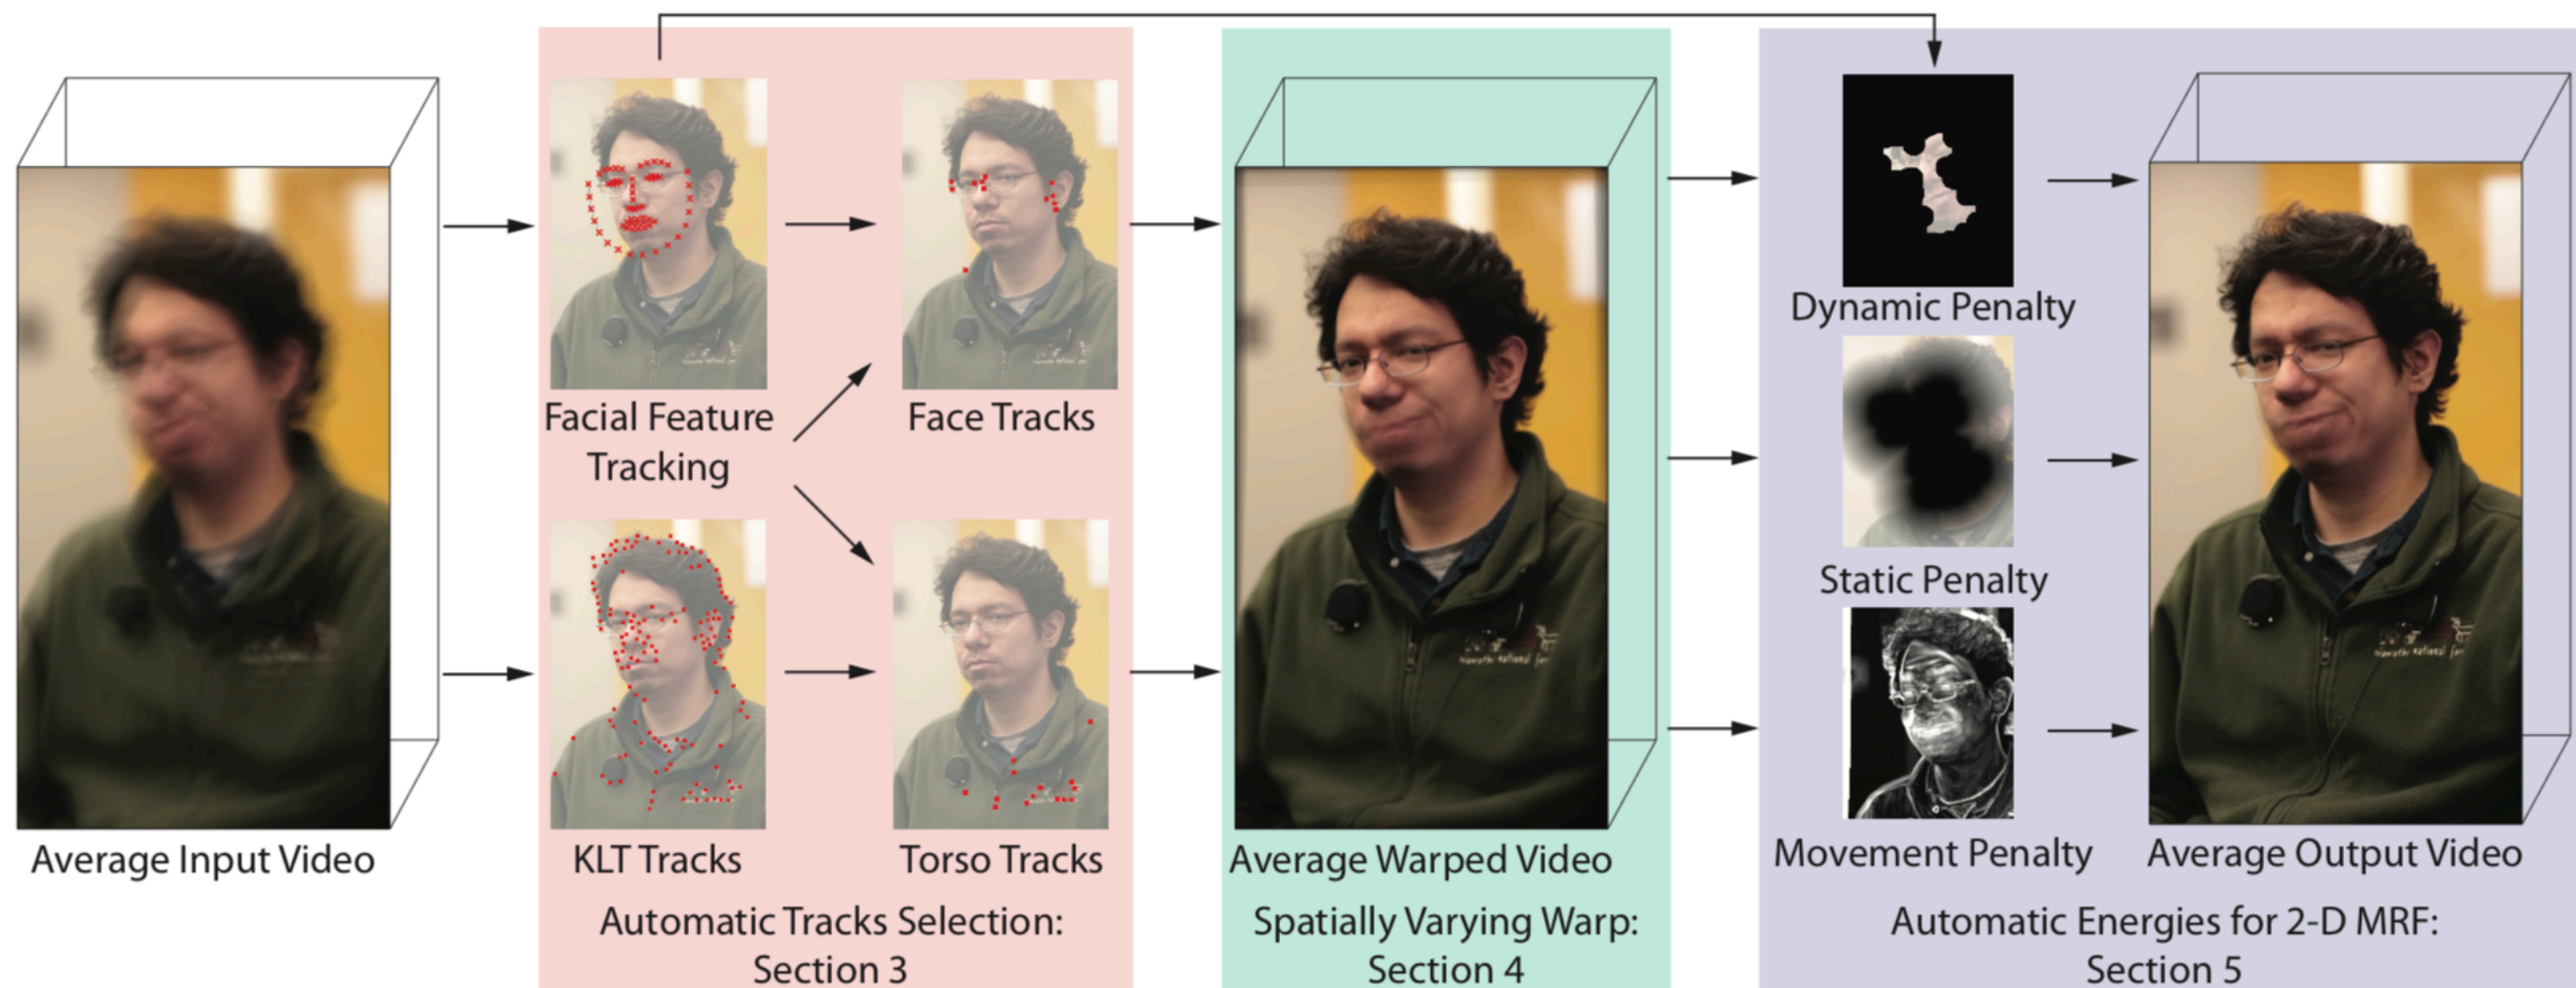 Dynamic Penalty
Facial Feature
Tracking
Face Tracks
Static Penalty
Average Input Video
KLT Tracks
Torso Tracks
Average Warped Video
Movement Penalty
Average Output Video
Automatic Tracks Selection:
Section 3
Spatially Varying Warp:
Section 4
Automatic Energies for 2-D MRF:
Section 5